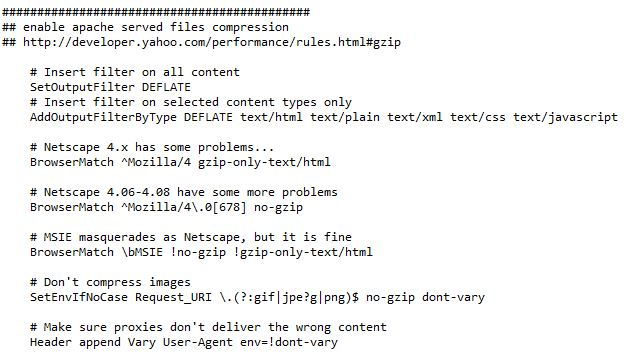 ############################################
## enable apache served files compression
## http://developer.yahoo.com/performance/rules.html#gzip
# Insert filter on all content
SetOutputFilter DEFLATE
# Insert filter on selected content types only
AddOutputFilterByType DEFLATE text/html text/plain text/xml text/css text/javascript
# Netscape 4.x has some problems...
BrowserMatch ^Mozilla/4 gzip-only-text/html
# Netscape 4.06-4.08 have some more problems
BrowserMatch ^Mozilla/4\.0[678] no-gzip
# MSIE masquerades as Netscape, but it is fine
BrowserMatch \bMSIE !no-gzip !gzip-only-text/html
# Don't compress images
SetEnvIfNoCase Request_URI \.(?:gif|jpe?g|png)$ no-gzip dont-vary
# Make sure proxies don't deliver the wrong content
Header append Vary User-Agent env=!dont-vary